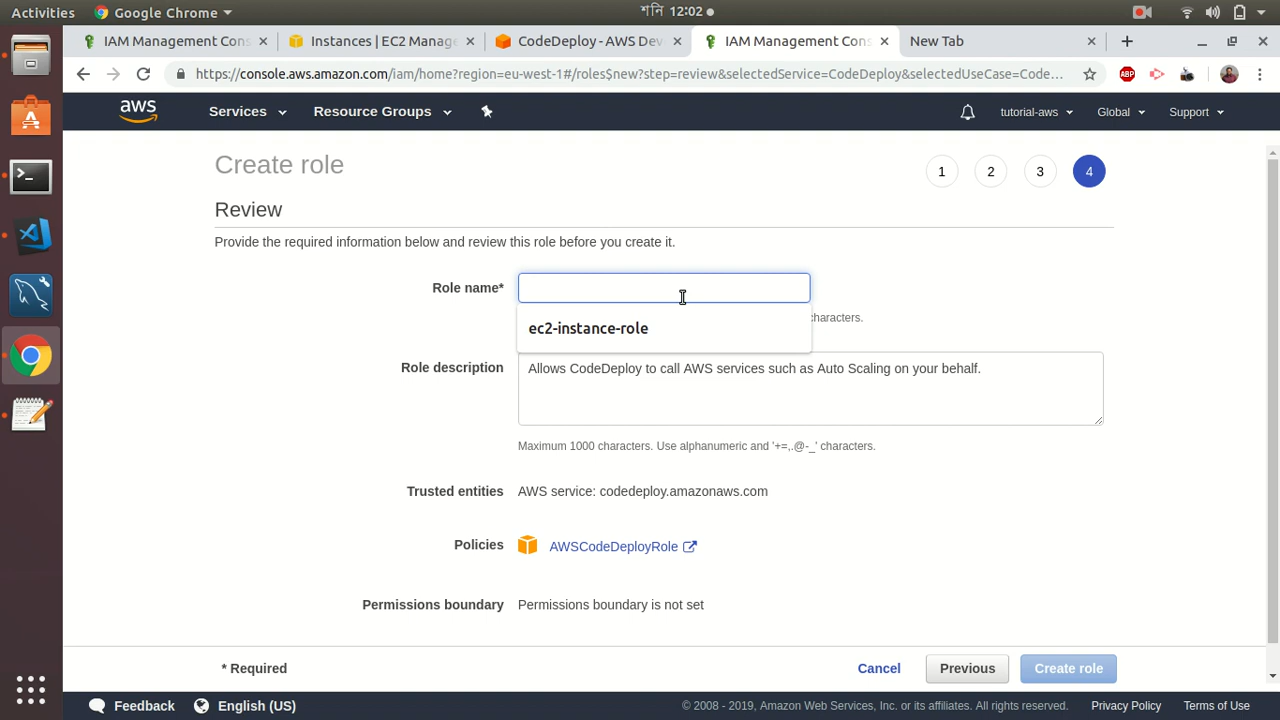 Activities
Google Chrome
শনি 12:02
IAM Management Cons
Instances | EC2 Manage
CodeDeploy - AWS Dev
IAM Management Cons
New Tab
https://console.aws.amazon.com/iam/home?region=eu-west-1#/roles$new?step=review&selectedService=CodeDeploy&selectedUseCase=Code...
ABP
aws
Services
Resource Groups
tutorial-aws
Global
Support
Create role
1
2
3
4
Review
Provide the required information below and review this role before you create it.
Role name*
ec2-instance-role
characters.
Role description
Allows CodeDeploy to call AWS services such as Auto Scaling on your behalf.
Maximum 1000 characters. Use alphanumeric and '+=,.@-_' characters.
Trusted entities
AWS service: codedeploy.amazonaws.com
Policies
AWSCodeDeployRole
Permissions boundary
Permissions boundary is not set
* Required
Cancel
Previous
Create role
Feedback
English (US)
© 2008 - 2019, Amazon Web Services, Inc. or its affiliates. All rights reserved.
Privacy Policy
Terms of Use